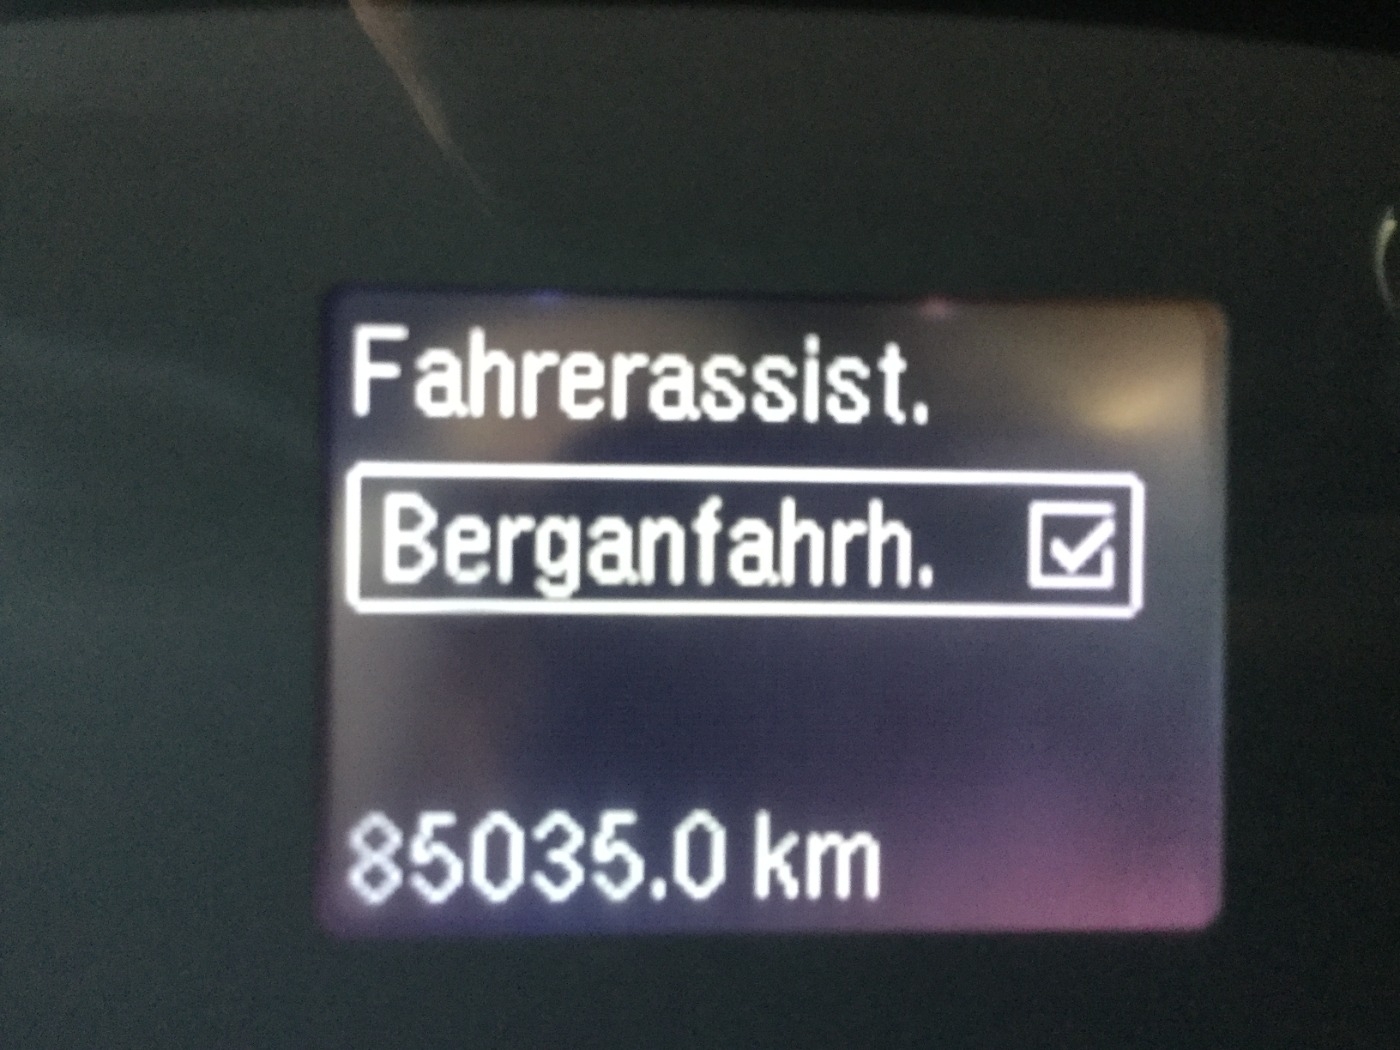 Fahrerassist.
Berganfahrh.
85035.0 km